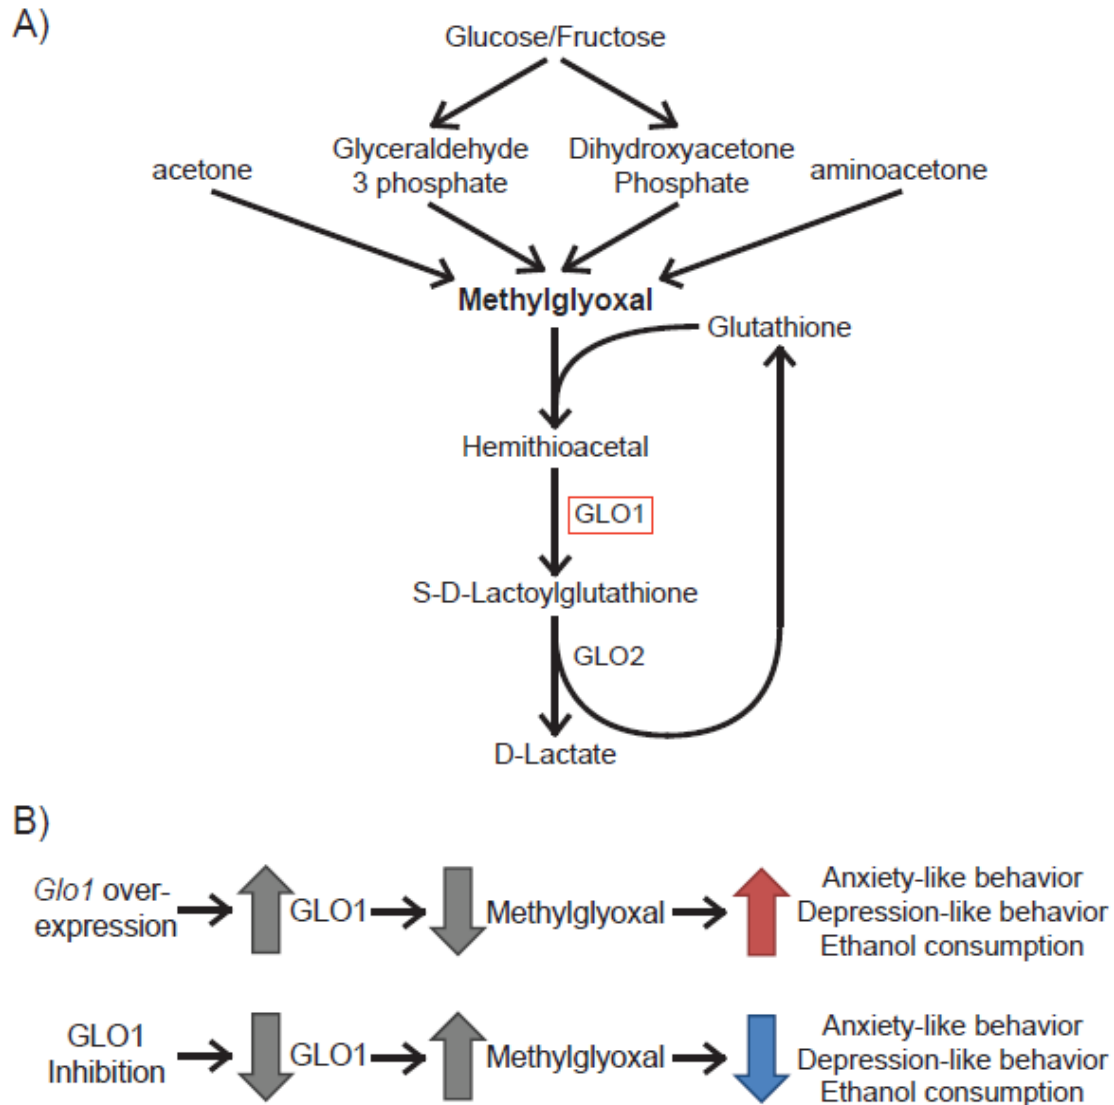 A)
Glucose/Fructose
Glyceraldehyde
3 phosphate
Dihydroxyacetone
Phosphate
acetone
aminoacetone
Methylglyoxal
Glutathione
Hemithioacetal
GLO1
S-D-Lactoylglutathione
GLO2
D-Lactate
B)
Glo1 over-
expression
GLO1
Methylglyoxal
Anxiety-like behavior
Depression-like behavior
Ethanol consumption
GLO1
Inhibition
GLO1
Methylglyoxal
Anxiety-like behavior
Depression-like behavior
Ethanol consumption